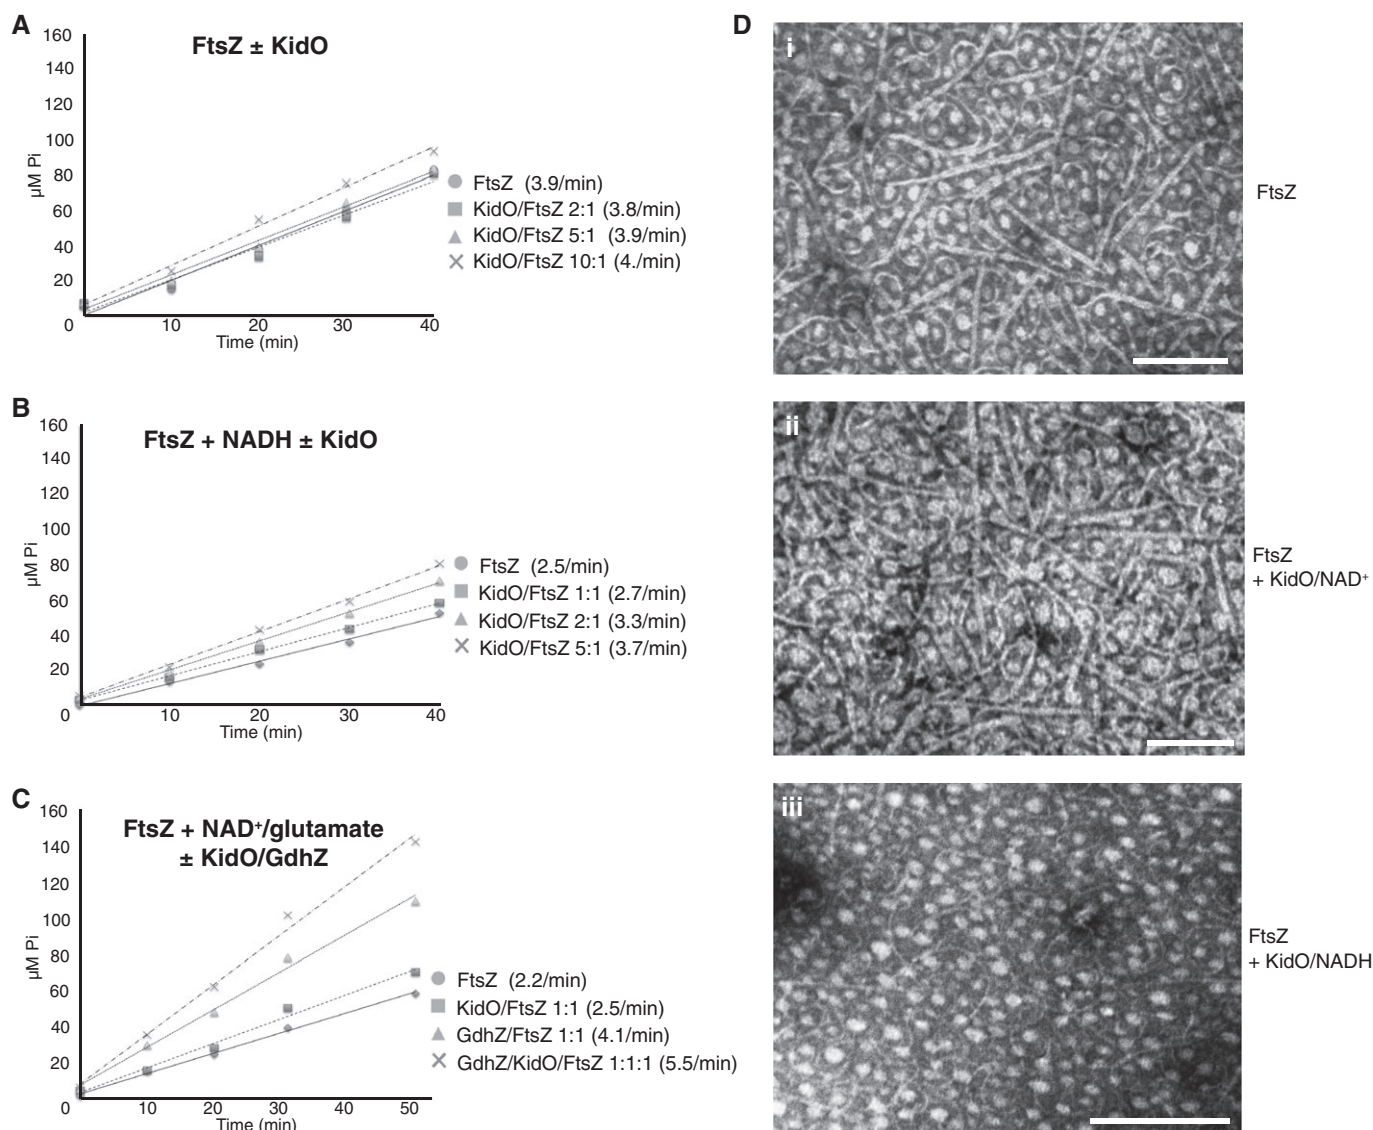 A
FtsZ ± KidO
160
140
120
100
80
60
40
20
0
10
20
30
40
µM Pi
Time (min)
FtsZ (3.9/min)
KidO/FtsZ 2:1 (3.8/min)
KidO/FtsZ 5:1 (3.9/min)
KidO/FtsZ 10:1 (4./min)
B
FtsZ + NADH ± KidO
160
140
120
100
80
60
40
20
0
10
20
30
40
µM Pi
Time (min)
FtsZ (2.5/min)
KidO/FtsZ 1:1 (2.7/min)
KidO/FtsZ 2:1 (3.3/min)
KidO/FtsZ 5:1 (3.7/min)
C
FtsZ + NAD⁺/glutamate
± KidO/GdhZ
160
140
120
100
80
60
40
20
0
10
20
30
40
50
µM Pi
Time (min)
FtsZ (2.2/min)
KidO/FtsZ 1:1 (2.5/min)
GdhZ/FtsZ 1:1 (4.1/min)
GdhZ/KidO/FtsZ 1:1:1 (5.5/min)
D
i
FtsZ
ii
FtsZ
+ KidO/NAD⁺
iii
FtsZ
+ KidO/NADH